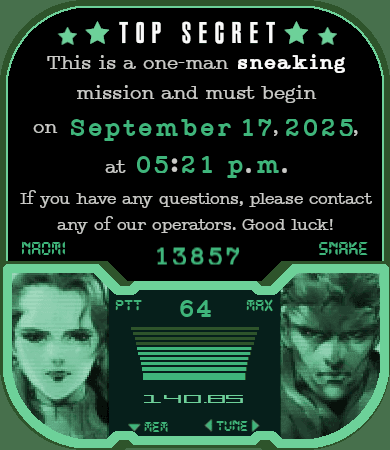 TOP SECRET
This is a one-man sneaking
mission and must begin
on September 17, 2025,
at 05:21 p.m.
If you have any questions, please contact
any of our operators. Good luck!
NAOMI 13857 SNAKE
PTT 64 MAX
140.85
MEM TUNE